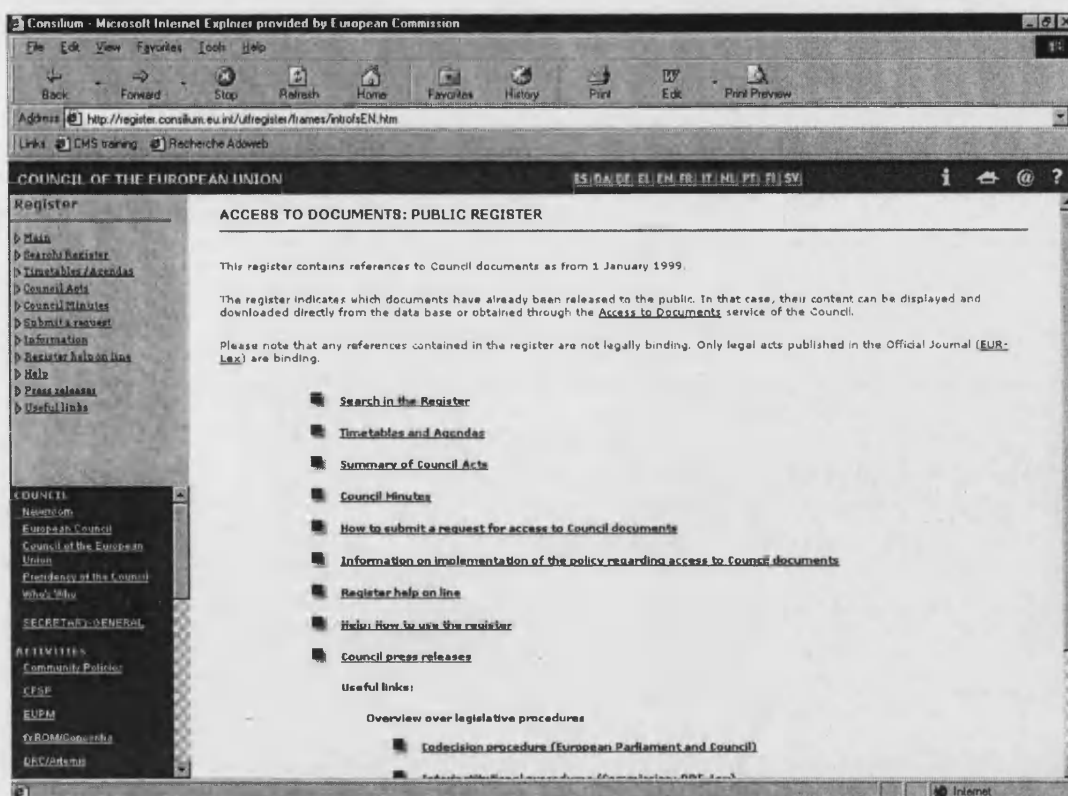 Consilium - Microsoft Internet Explorer provided by European Commission
File Edit View Favorites Tools Help
Back Forward Stop Refresh Home Favorites History Print Edit Print Preview
Address http://register.consilium.eu.int/utfregister/frames/introfsEN.htm
Links CMS training Recherche Adoweb
COUNCIL OF THE EUROPEAN UNION ES DA DE EL EN FR IT NL PT FI SV
Register
Main
Search: Register
Timetables / Agendas
Council Acts
Council Minutes
Submit a request
Information
Register help on line
Help
Press releases
Useful links
COUNCIL
Newsroom
European Council
Council of the European
Union
Presidency of the Council
Who's Who
SECRETARY-GENERAL
ACTIVITIES
Community Policies
CFSP
EUPM
fYROM/Concordia
DRC/Artemis
ACCESS TO DOCUMENTS: PUBLIC REGISTER
This register contains references to Council documents as from 1 January 1999.
The register indicates which documents have already been released to the public. In that case, their content can be displayed and
downloaded directly from the data base or obtained through the Access to Documents service of the Council.
Please note that any references contained in the register are not legally binding. Only legal acts published in the Official Journal (EUR-
Lex) are binding.
Search in the Register
Timetables and Agendas
Summary of Council Acts
Council Minutes
How to submit a request for access to Council documents
Information on implementation of the policy regarding access to Council documents
Register help on line
Help: How to use the register
Council press releases
Useful links:
Overview over legislative procedures
Codecision procedure (European Parliament and Council)
Internet